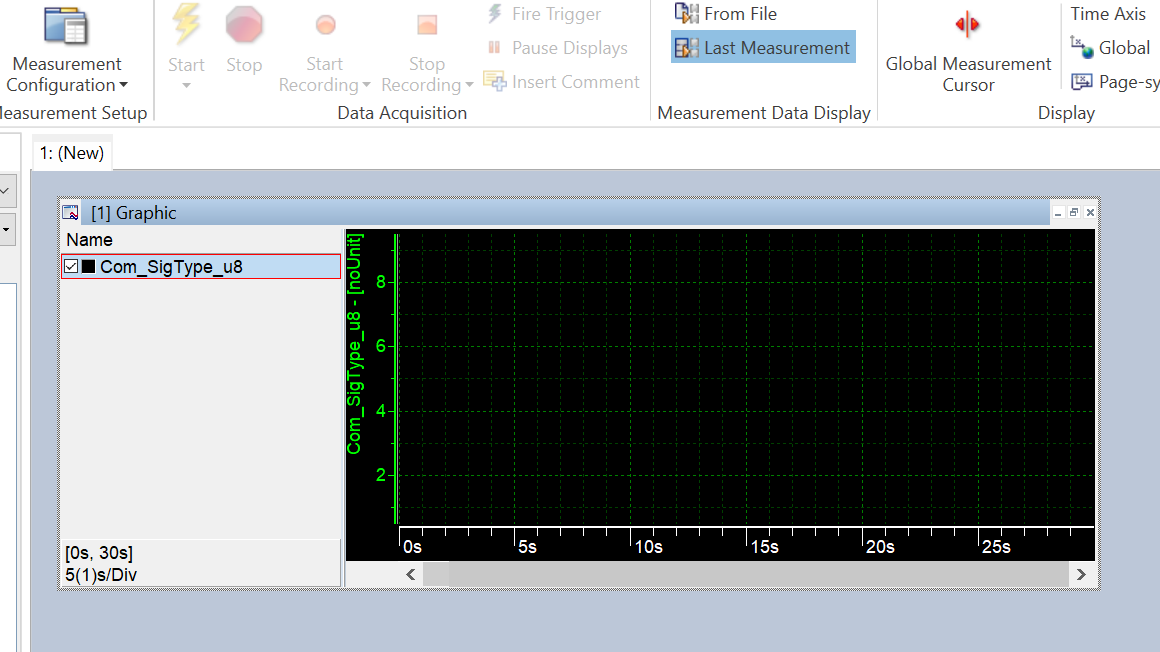 Measurement
Configuration
Measurement Setup
Start
Stop
Start
Recording
Stop
Recording
Fire Trigger
Pause Displays
Insert Comment
Data Acquisition
From File
Last Measurement
Measurement Data Display
Global Measurement
Cursor
Time Axis
Global
Page-sy
Display
1: (New)
[1] Graphic
Name
Com_SigType_u8
[0s, 30s]
5(1)s/Div
Com_SigType_u8 - [noUnit]
8
6
4
2
0s 5s 10s 15s 20s 25s